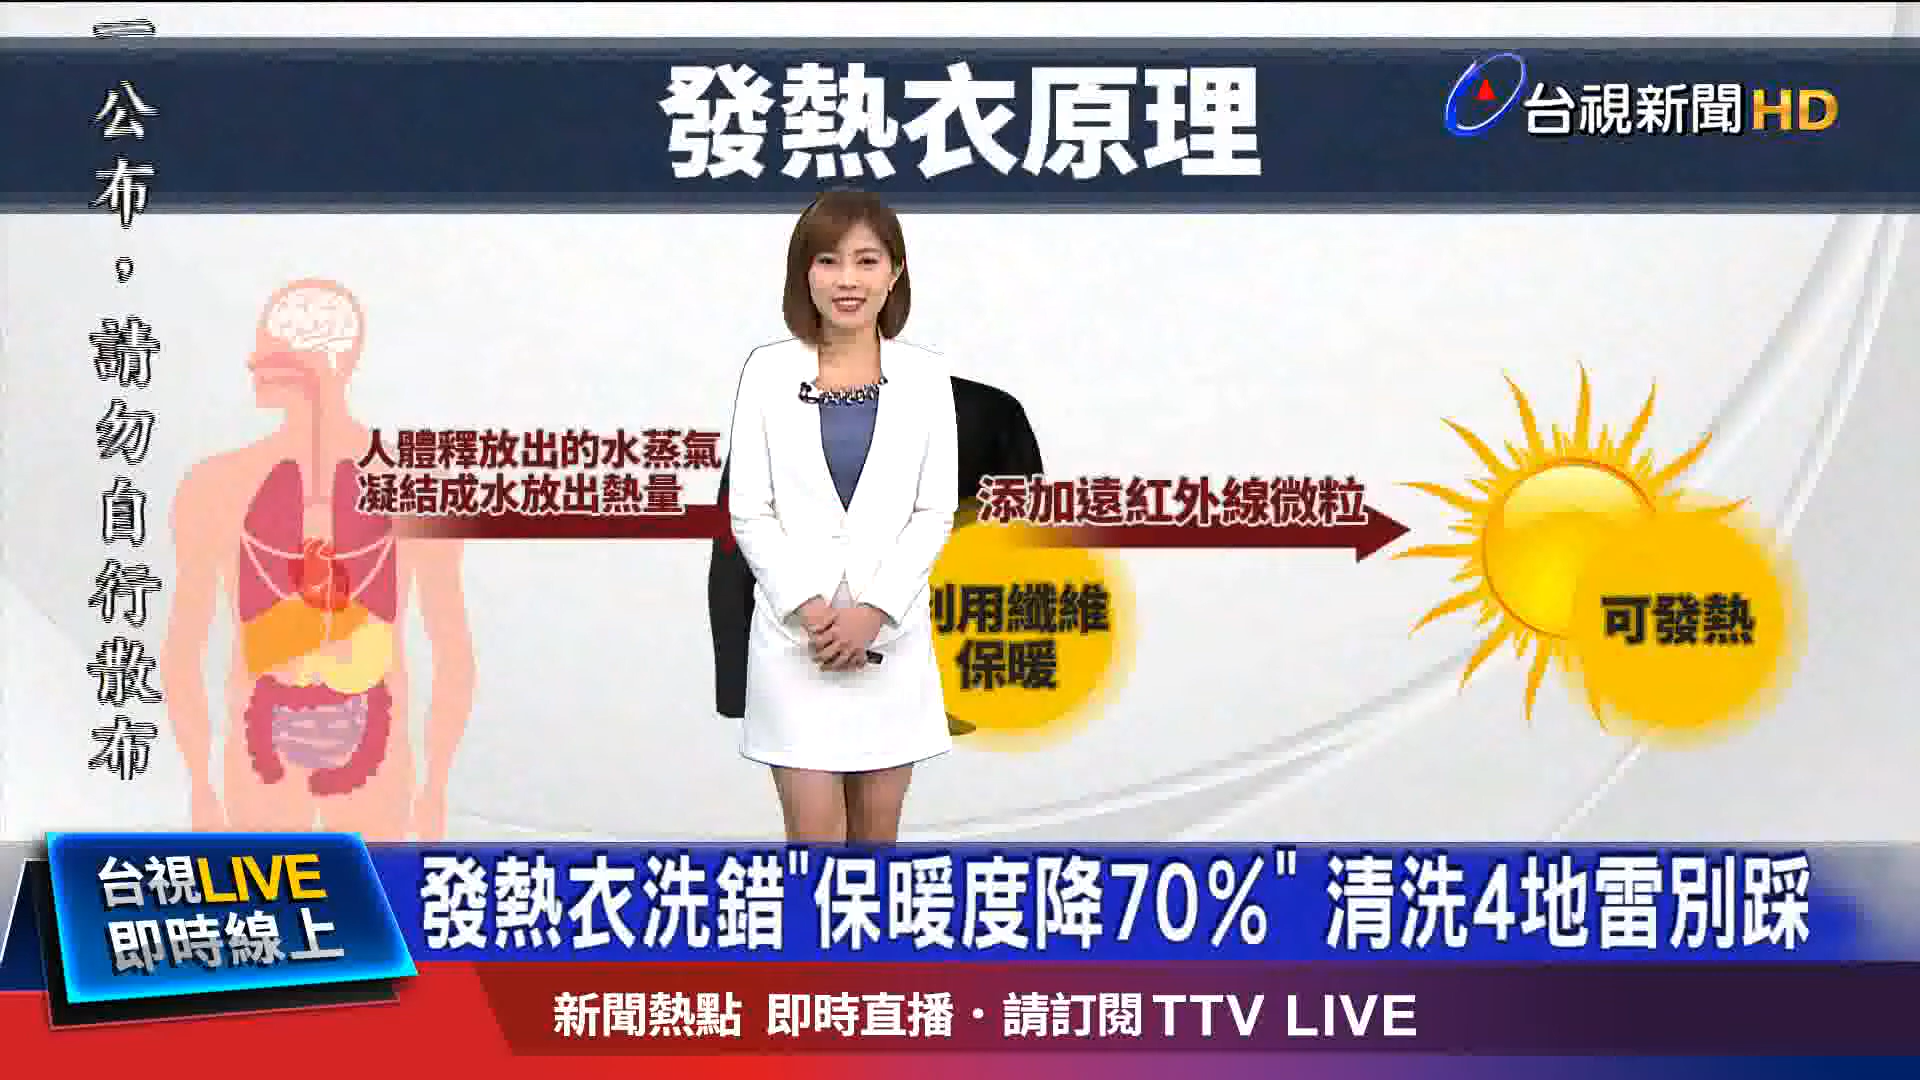 發熱衣原理
台視新聞HD
公布。請勿自行散布
人體釋放出的水蒸氣
凝結成水放出熱量
添加遠紅外線微粒
利用纖維
保暖
可發熱
台視LIVE
即時線上
發熱衣洗錯"保暖度降70%" 清洗4地雷別踩
新聞熱點 即時直播・請訂閱TTV LIVE